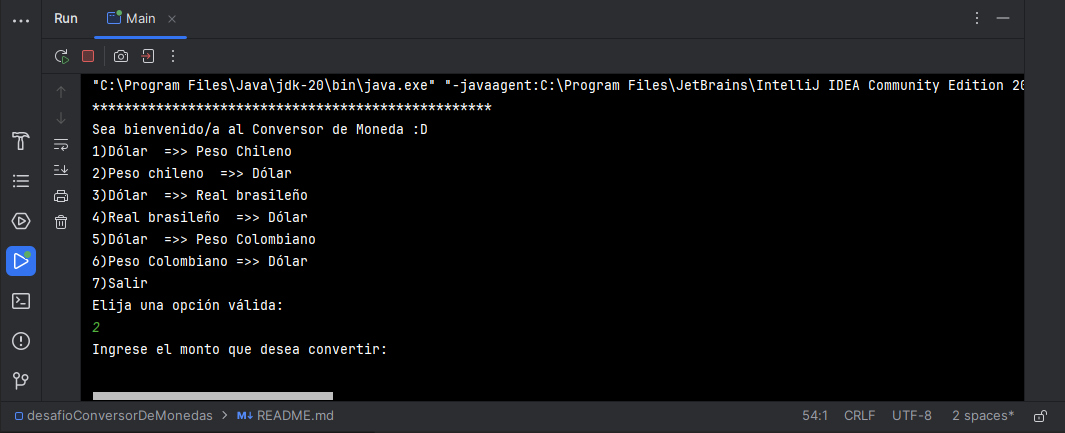 Run
Main
"C:\Program Files\Java\jdk-20\bin\java.exe" "-javaagent:C:\Program Files\JetBrains\IntelliJ IDEA Community Edition 20
**************************************************
Sea bienvenido/a al Conversor de Moneda :D
1)Dólar  =>> Peso Chileno
2)Peso chileno  =>> Dólar
3)Dólar  =>> Real brasileño
4)Real brasileño  =>> Dólar
5)Dólar  =>> Peso Colombiano
6)Peso Colombiano =>> Dólar
7)Salir
Elija una opción válida:
2
Ingrese el monto que desea convertir:
desafioConversorDeMonedas > M↓ README.md 54:1 CRLF UTF-8 2 spaces*